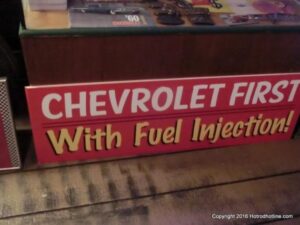 CHEVROLET FIRST
With Fuel Injection!
Copyright 2016 Hotrodhotline.com